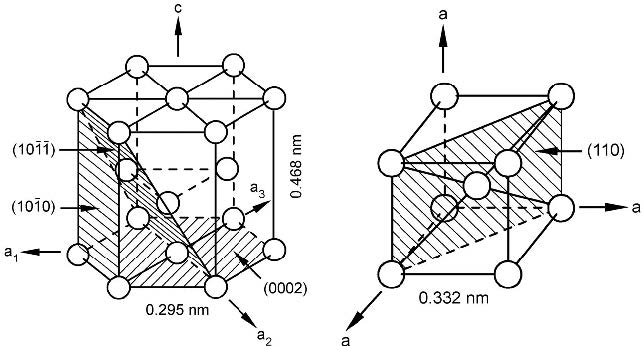 c
(101̄1̄)
(101̄0)
a₁
a₃
0.468 nm
(0002)
0.295 nm
a₂
a
(110)
a
0.332 nm
a